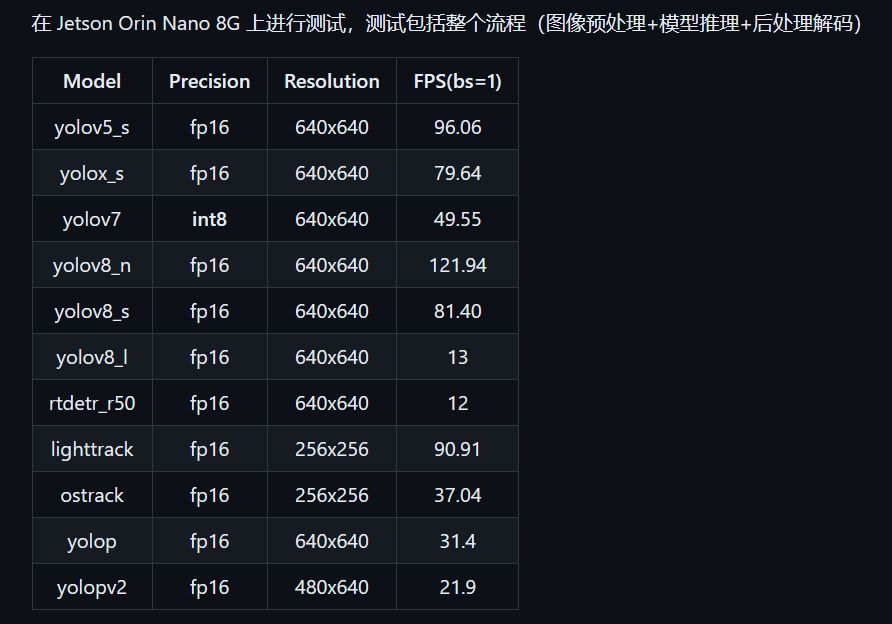 在 Jetson Orin Nano 8G 上进行测试，测试包括整个流程（图像预处理+模型推理+后处理解码）
Model Precision Resolution FPS(bs=1)
yolov5_s fp16 640x640 96.06
yolox_s fp16 640x640 79.64
yolov7 int8 640x640 49.55
yolov8_n fp16 640x640 121.94
yolov8_s fp16 640x640 81.40
yolov8_l fp16 640x640 13
rtdetr_r50 fp16 640x640 12
lighttrack fp16 256x256 90.91
ostrack fp16 256x256 37.04
yolop fp16 640x640 31.4
yolopv2 fp16 480x640 21.9